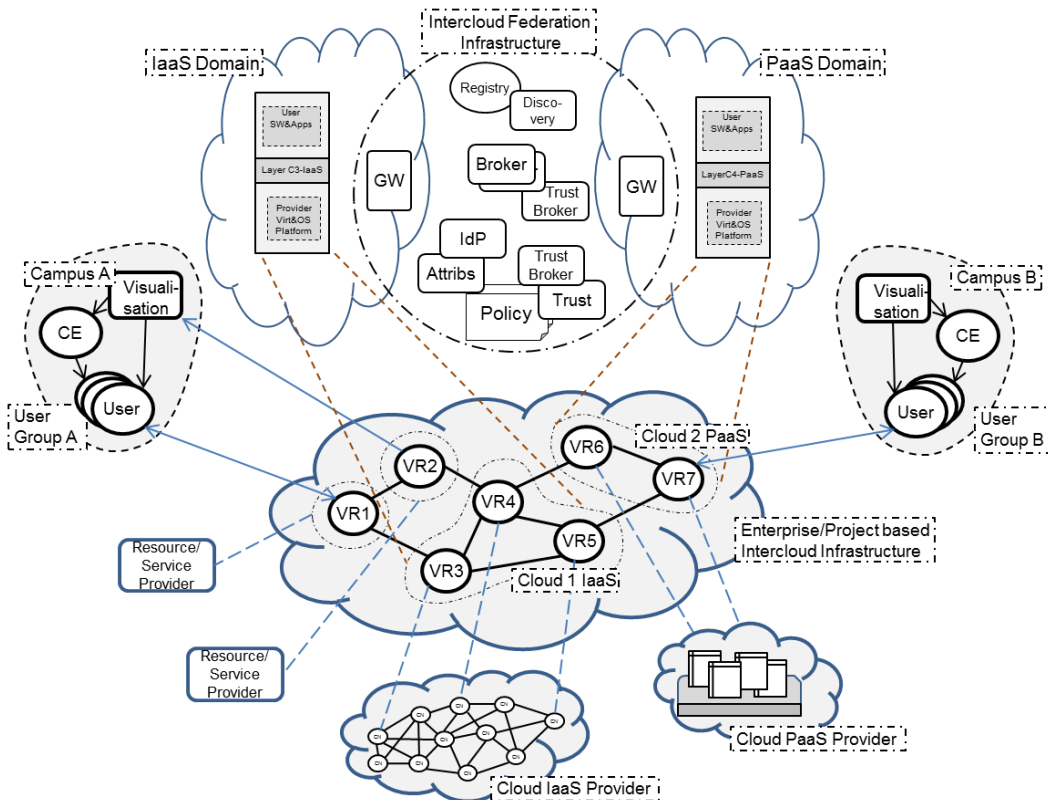 Intercloud Federation
Infrastructure
IaaS Domain
PaaS Domain
Registry
Disco-
very
User
SW&Apps
Layer C3-IaaS
Provider
Virt&OS
Platform
GW
Broker
Trust
Broker
GW
User
SW&Apps
LayerC4-PaaS
Provider
Virt&OS
Platform
IdP
Attribs
Trust
Broker
Trust
Policy
Campus A
Visuali-
sation
CE
User
User
Group A
Campus B
Visuali-
sation
CE
User
User
Group B
VR6
Cloud 2 PaaS
VR2
VR7
VR4
VR1
VR5
VR3
Cloud 1 IaaS
Enterprise/Project based
Intercloud Infrastructure
Resource/
Service
Provider
Resource/
Service
Provider
Cloud PaaS Provider
Cloud IaaS Provider